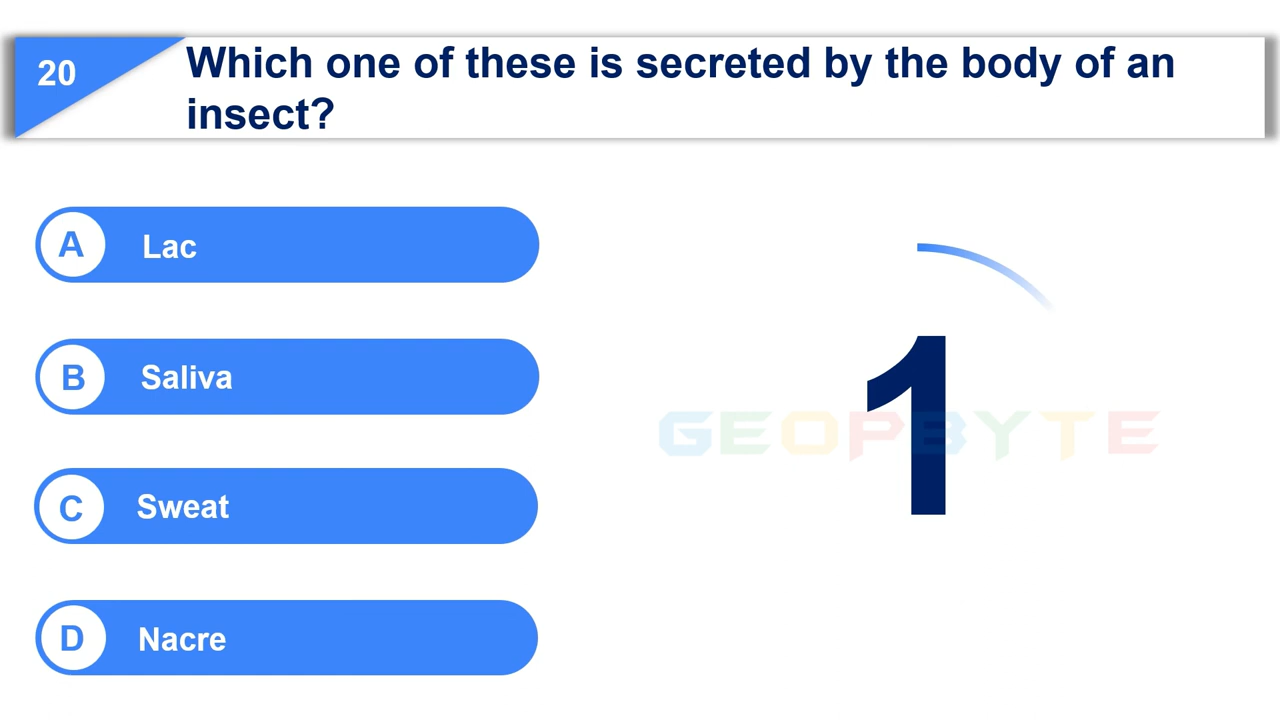 20
Which one of these is secreted by the body of an
insect?
A Lac
B Saliva
C Sweat
D Nacre
1
GEOPBYTE